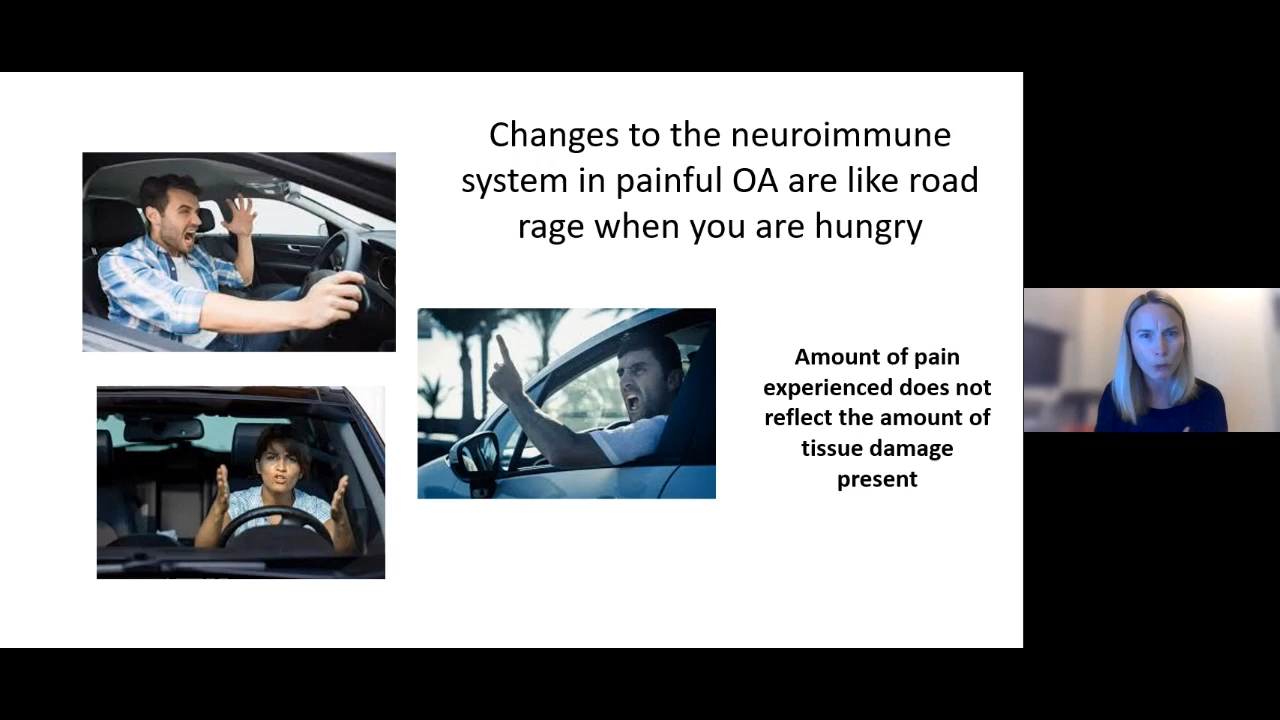 Changes to the neuroimmune
system in painful OA are like road
rage when you are hungry
Amount of pain
experienced does not
reflect the amount of
tissue damage
present